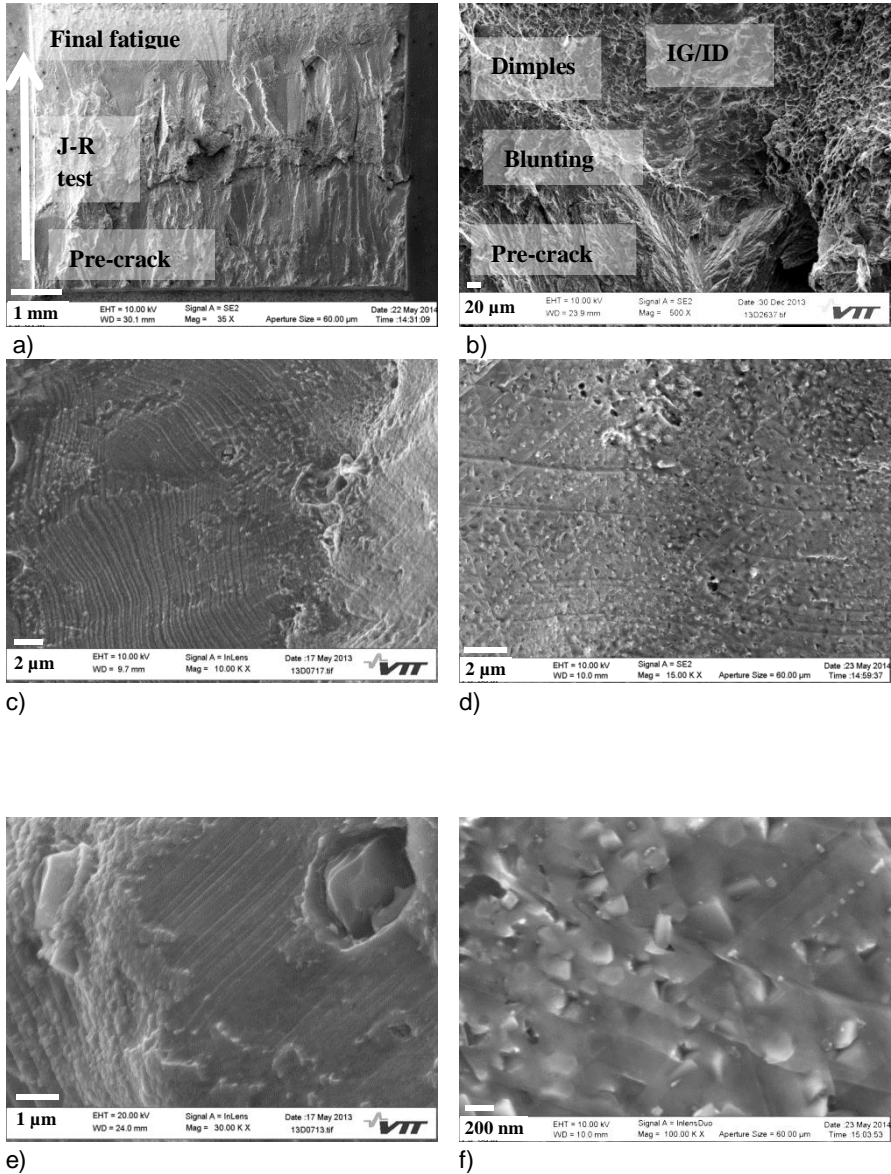 Final fatigue
J-R
test
Pre-crack
1 mm
EHT = 10.00 kV
WD = 30.1 mm
Signal A = SE2
Mag = 35 X
Aperture Size = 60.00 µm
Date :22 May 2014
Time :14:31:09
a)
Dimples
IG/ID
Blunting
Pre-crack
20 µm
EHT = 10.00 kV
WD = 23.9 mm
Signal A = SE2
Mag = 500 X
Date :30 Dec 2013
13D2637.tif
VTT
b)
2 µm
EHT = 10.00 kV
WD = 9.7 mm
Signal A = InLens
Mag = 10.00 K X
Date :17 May 2013
13D0717.tif
VTT
c)
2 µm
EHT = 10.00 kV
WD = 10.0 mm
Signal A = SE2
Mag = 15.00 K X
Aperture Size = 60.00 µm
Date :23 May 2014
Time :14:59:37
d)
1 µm
EHT = 20.00 kV
WD = 24.0 mm
Signal A = InLens
Mag = 30.00 K X
Date :17 May 2013
13D0713.tif
VTT
e)
200 nm
EHT = 10.00 kV
WD = 10.0 mm
Signal A = InlensDuo
Mag = 100.00 K X
Aperture Size = 60.00 µm
Date :23 May 2014
Time :15:03:53
f)